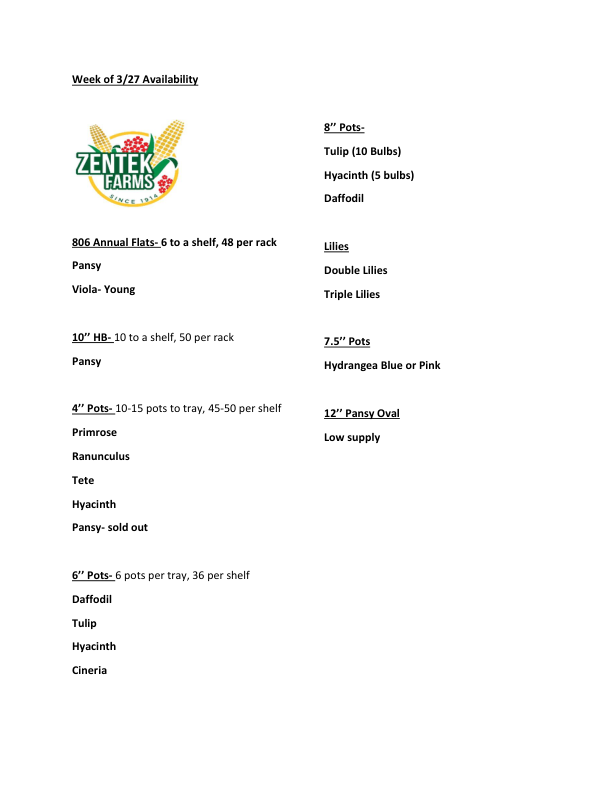 Week of 3/27 Availability
ZENTEK
FARMS
SINCE 1914
806 Annual Flats- 6 to a shelf, 48 per rack
Pansy
Viola- Young
10’’ HB- 10 to a shelf, 50 per rack
Pansy
4’’ Pots- 10-15 pots to tray, 45-50 per shelf
Primrose
Ranunculus
Tete
Hyacinth
Pansy- sold out
6’’ Pots- 6 pots per tray, 36 per shelf
Daffodil
Tulip
Hyacinth
Cineria
8’’ Pots-
Tulip (10 Bulbs)
Hyacinth (5 bulbs)
Daffodil
Lilies
Double Lilies
Triple Lilies
7.5’’ Pots
Hydrangea Blue or Pink
12’’ Pansy Oval
Low supply